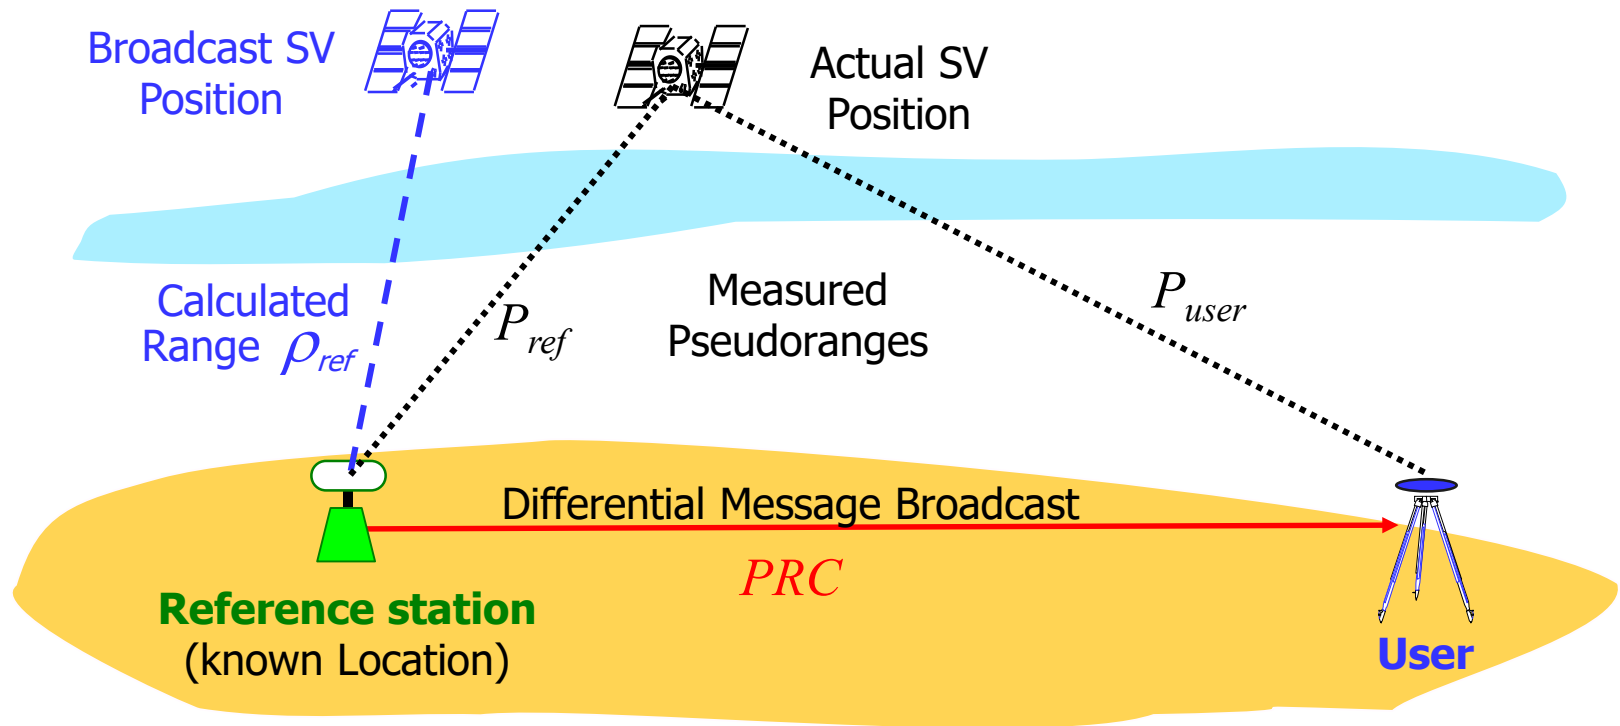 Broadcast SV
Position
Actual SV
Position
Calculated
Range ρref
Pref
Measured
Pseudoranges
Puser
Differential Message Broadcast
PRC
Reference station
(known Location)
User